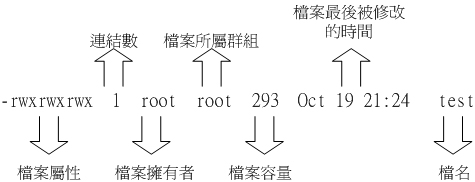 檔案最後被修改
的時間
連結數 檔案所屬群組
-rwxrwxrwx 1 root root 293 Oct 19 21:24 test
檔案屬性 檔案擁有者 檔案容量 檔名